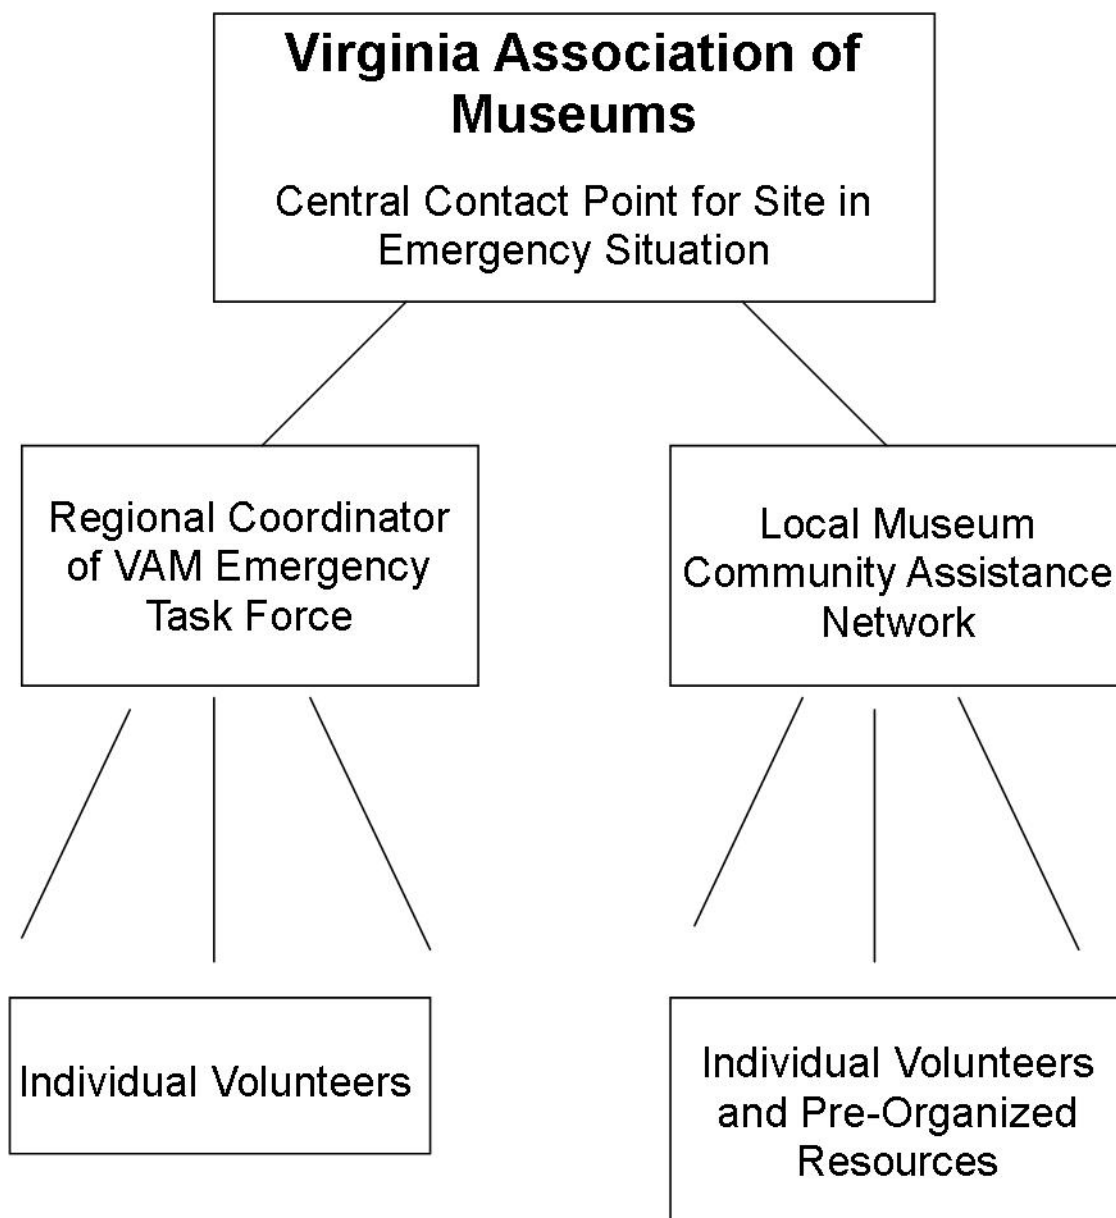 Virginia Association of
Museums
Central Contact Point for Site in
Emergency Situation
Regional Coordinator
of VAM Emergency
Task Force
Local Museum
Community Assistance
Network
Individual Volunteers
Individual Volunteers
and Pre-Organized
Resources